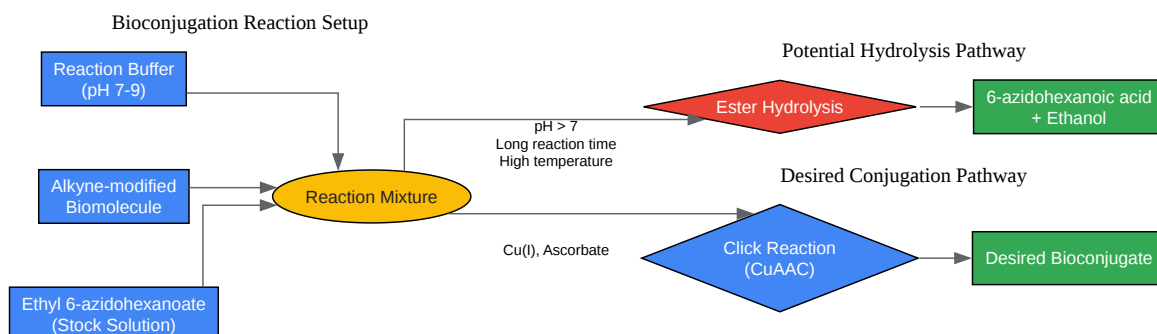 Bioconjugation Reaction Setup
Reaction Buffer
(pH 7-9)
Alkyne-modified
Biomolecule
Ethyl 6-azidohexanoate
(Stock Solution)
Reaction Mixture
pH > 7
Long reaction time
High temperature
Cu(I), Ascorbate
Potential Hydrolysis Pathway
Ester Hydrolysis
6-azidohexanoic acid
+ Ethanol
Desired Conjugation Pathway
Click Reaction
(CuAAC)
Desired Bioconjugate